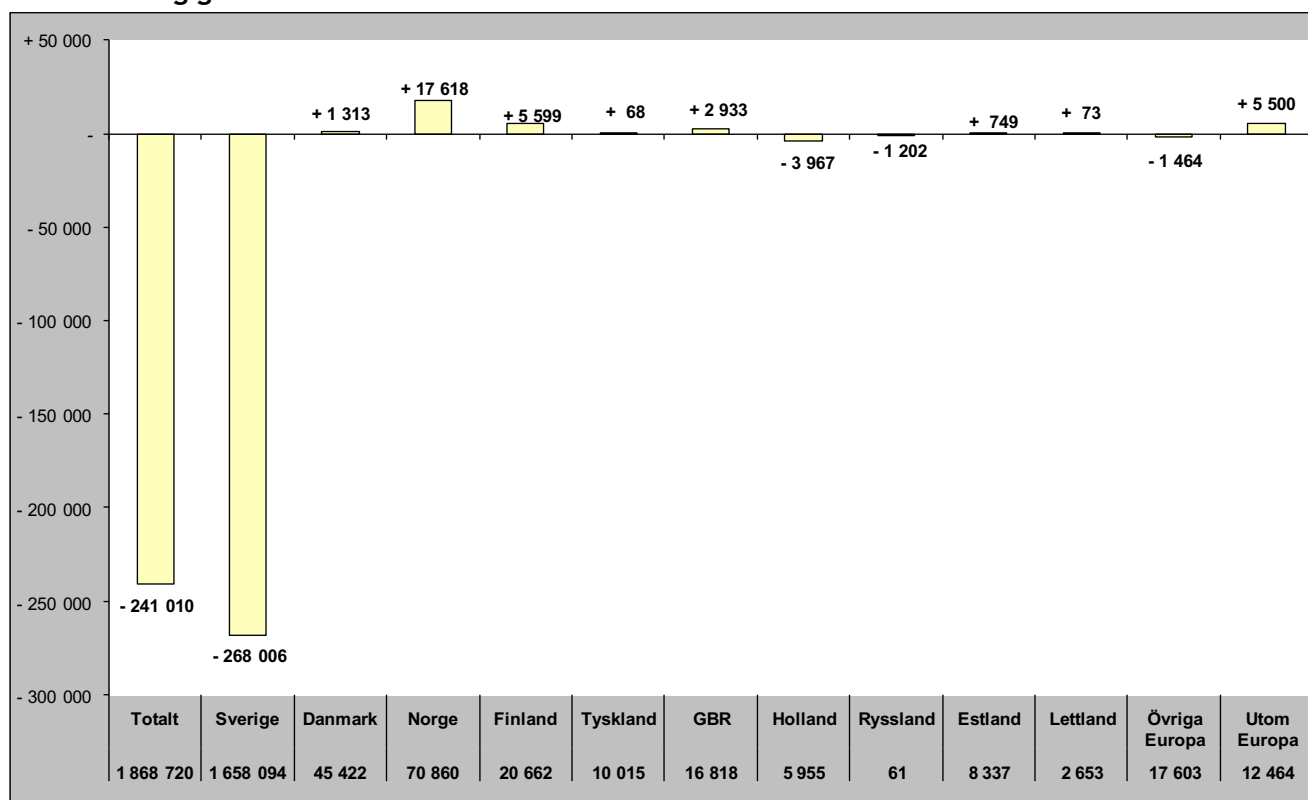 + 50 000
-
- 50 000
- 100 000
- 150 000
- 200 000
- 250 000
- 300 000
- 241 010
- 268 006
+ 1 313
+ 17 618
+ 5 599
+ 68
+ 2 933
- 3 967
- 1 202
+ 749
+ 73
- 1 464
+ 5 500
Totalt Sverige Danmark Norge Finland Tyskland GBR Holland Ryssland Estland Lettland Övriga Europa Utom Europa
1 868 720 1 658 094 45 422 70 860 20 662 10 015 16 818 5 955 61 8 337 2 653 17 603 12 464